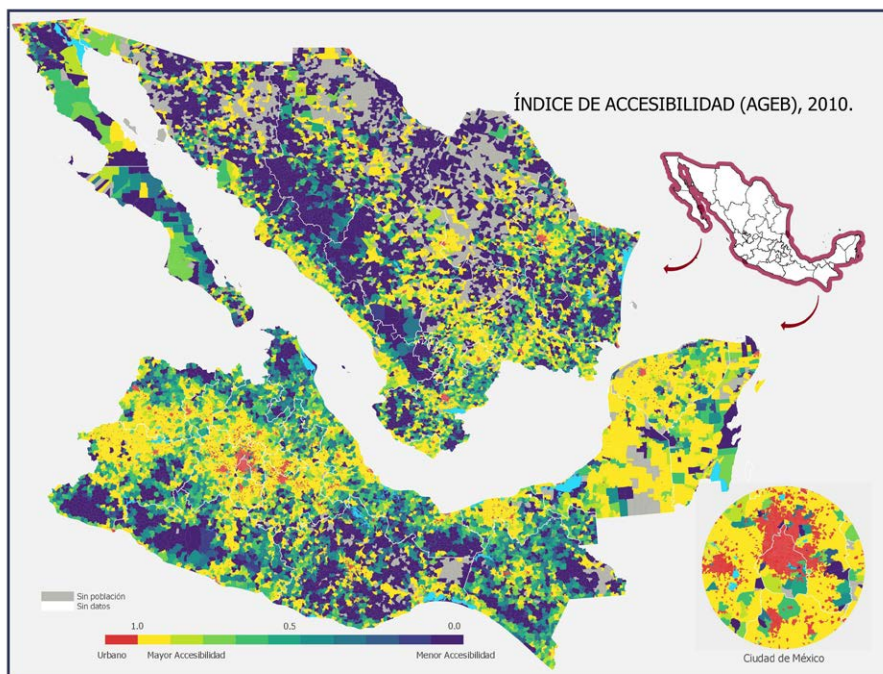 ÍNDICE DE ACCESIBILIDAD (AGEB), 2010.
Sin población
Sin datos
1.0 0.5 0.0
Urbano Mayor Accesibilidad Menor Accesibilidad
Ciudad de México